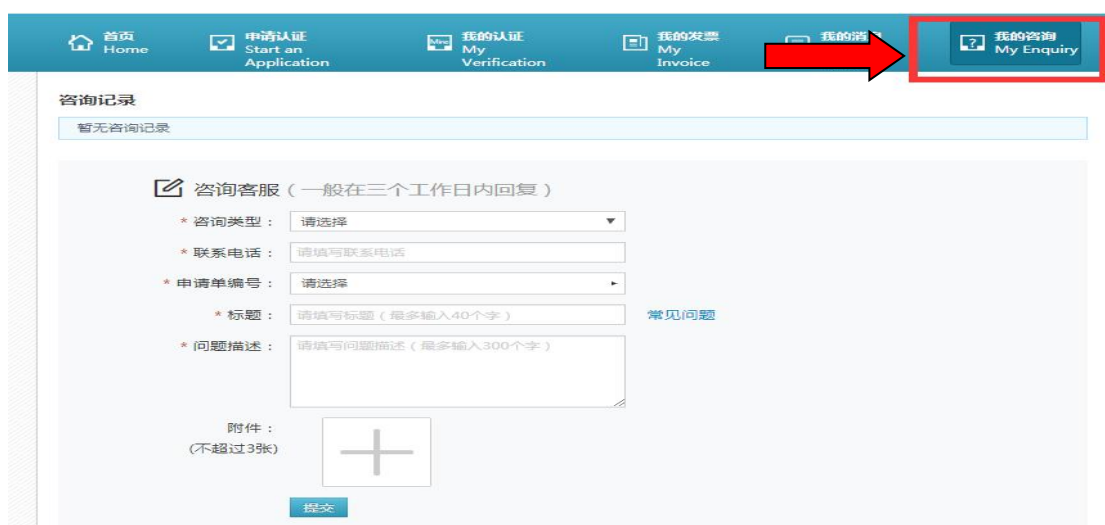 首页
Home
申请认证
Start an
Application
Mine
我的认证
My
Verification
我的发票
My
Invoice
我的消息
?
我的咨询
My Enquiry
咨询记录
暂无咨询记录
咨询客服（一般在三个工作日内回复）
* 咨询类型： 请选择
* 联系电话： 请填写联系电话
* 申请单编号： 请选择
* 标题： 请填写标题（最多输入40个字） 常见问题
* 问题描述： 请填写问题描述（最多输入300个字）
附件：
(不超过3张)
提交